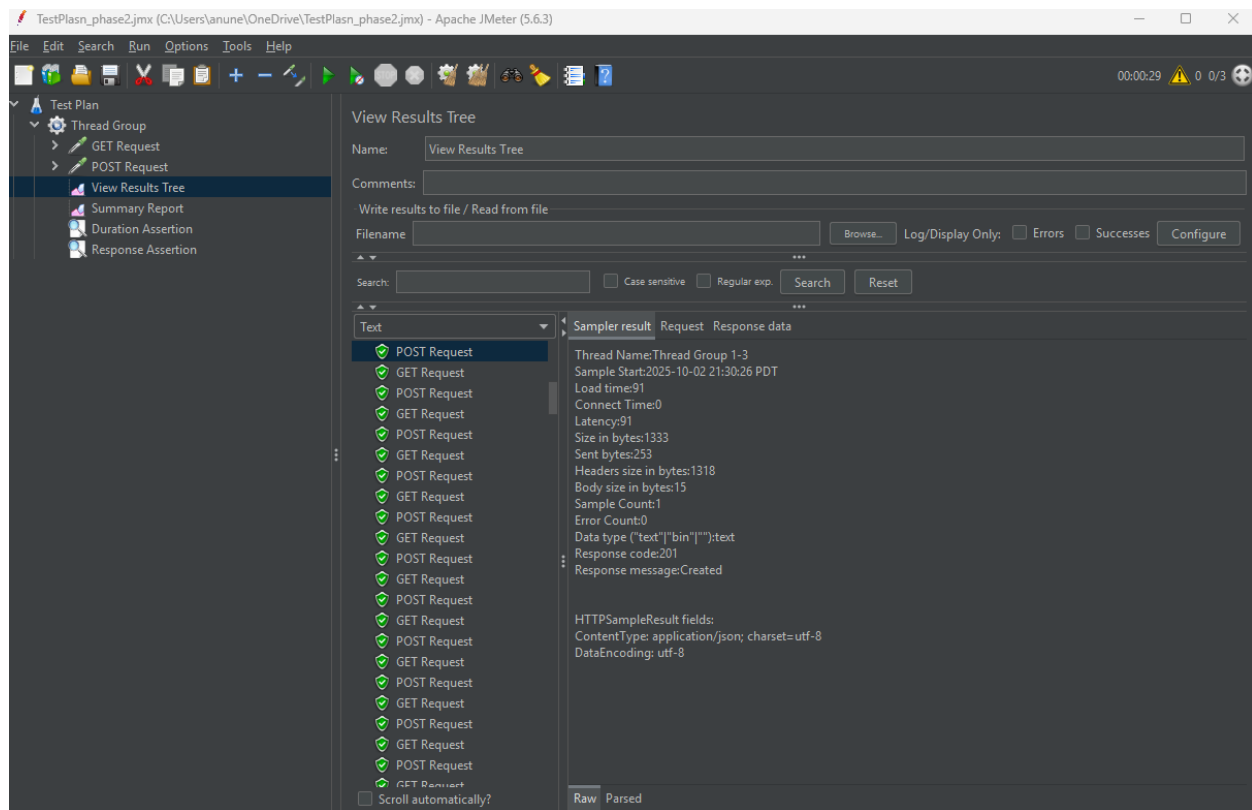 TestPlasn_phase2.jmx (C:\Users\anune\OneDrive\TestPlasn_phase2.jmx) - Apache JMeter (5.6.3)
File Edit Search Run Options Tools Help
00:00:29 0 0/3
Test Plan
Thread Group
GET Request
POST Request
View Results Tree
Summary Report
Duration Assertion
Response Assertion
View Results Tree
Name: View Results Tree
Comments:
Write results to file / Read from file
Filename Browse... Log/Display Only: Errors Successes Configure
Search: Case sensitive Regular exp. Search Reset
Text
POST Request
GET Request
POST Request
GET Request
POST Request
GET Request
POST Request
GET Request
POST Request
GET Request
POST Request
GET Request
POST Request
GET Request
POST Request
GET Request
POST Request
GET Request
POST Request
GET Request
POST Request
GET Request
Scroll automatically?
Sampler result Request Response data
Thread Name:Thread Group 1-3
Sample Start:2025-10-02 21:30:26 PDT
Load time:91
Connect Time:0
Latency:91
Size in bytes:1333
Sent bytes:253
Headers size in bytes:1318
Body size in bytes:15
Sample Count:1
Error Count:0
Data type ("text"|"bin"|""):text
Response code:201
Response message:Created
HTTPSampleResult fields:
ContentType: application/json; charset=utf-8
DataEncoding: utf-8
Raw Parsed